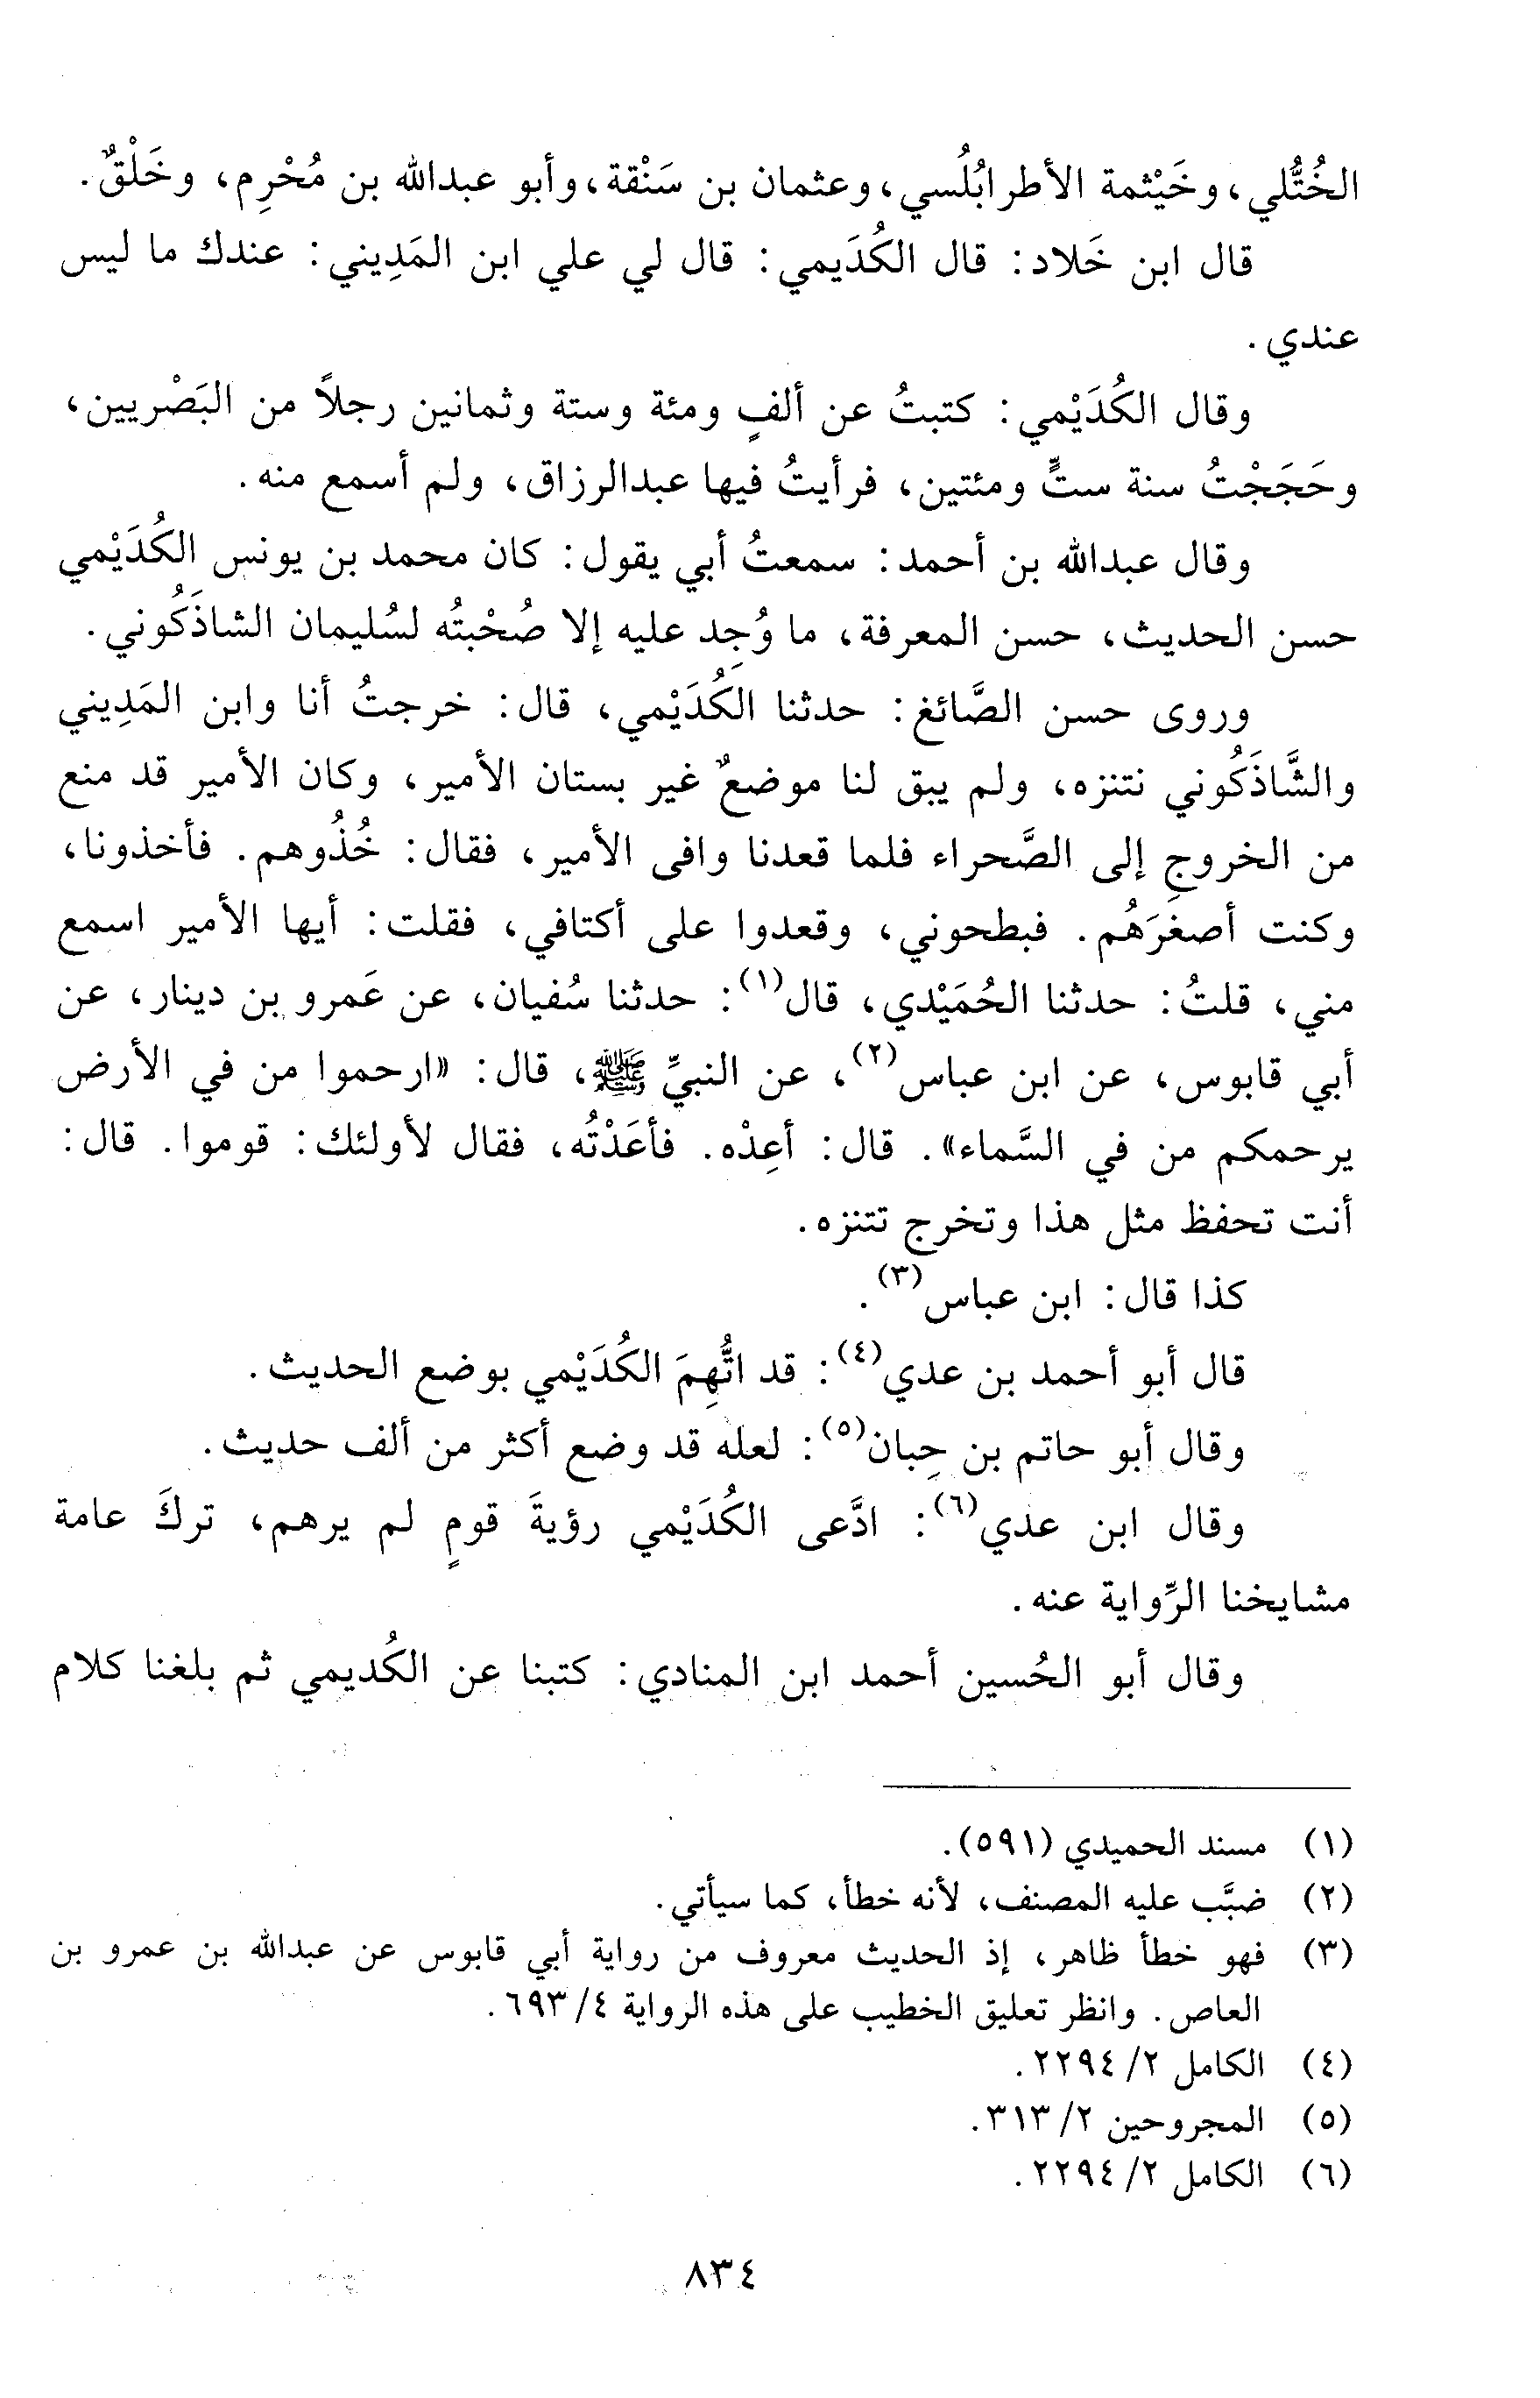 الخُتُّلي، وخَيْثمة الأطرابُلُسي، وعثمان بن سَنْقة، وأبو عبدالله بن مُحْرِم، وخَلْقٌ.
قال ابن خَلاد: قال الكُدَيمي: قال لي علي ابن المَدِيني: عندك ما ليس
عندي.
وقال الكُدَيْمي: كتبتُ عن ألفٍ ومئة وستة وثمانين رجلاً من البَصْريين،
وحَجَجْتُ سنة ستٍّ ومئتين، فرأيتُ فيها عبدالرزاق، ولم أسمع منه.
وقال عبدالله بن أحمد: سمعتُ أبي يقول: كان محمد بن يونس الكُدَيْمي
حسن الحديث، حسن المعرفة، ما وُجِد عليه إلا صُحْبتُه لسُليمان الشاذَكُوني.
وروى حسن الصَّائغ: حدثنا الكُدَيْمي، قال: خرجتُ أنا وابن المَدِيني
والشَّاذَكُوني نتنزه، ولم يبق لنا موضعٌ غير بستان الأمير، وكان الأمير قد منع
من الخروجِ إلى الصَّحراء فلما قعدنا وافى الأمير، فقال: خُذُوهم. فأخذونا،
وكنت أصغرَهُم. فبطحوني، وقعدوا على أكتافي، فقلت: أيها الأمير اسمع
مني، قلتُ: حدثنا الحُمَيْدي، قال(١): حدثنا سُفيان، عن عَمرو بن دينار، عن
أبي قابوس، عن ابن عباس(٢)، عن النبيِّ ﷺ، قال: «ارحموا من في الأرض
يرحمكم من في السَّماء». قال: أعِدْه. فأعَدْتُه، فقال لأولئك: قوموا. قال:
أنت تحفظ مثل هذا وتخرج تتنزه.
كذا قال: ابن عباس(٣).
قال أبو أحمد بن عدي(٤): قد اتُّهِمَ الكُدَيْمي بوضع الحديث.
وقال أبو حاتم بن حِبان(٥): لعله قد وضع أكثر من ألف حديث.
وقال ابن عدي(٦): ادَّعى الكُدَيْمي رؤيةَ قومٍ لم يرهم، تركَ عامة
مشايخنا الرِّواية عنه.
وقال أبو الحُسين أحمد ابن المنادي: كتبنا عن الكُديمي ثم بلغنا كلام
(١) مسند الحميدي (٥٩١).
(٢) ضبَّب عليه المصنف، لأنه خطأ، كما سيأتي.
(٣) فهو خطأ ظاهر، إذ الحديث معروف من رواية أبي قابوس عن عبدالله بن عمرو بن
العاص. وانظر تعليق الخطيب على هذه الرواية ٤/ ٦٩٣.
(٤) الكامل ٢/ ٢٢٩٤.
(٥) المجروحين ٢/ ٣١٣.
(٦) الكامل ٢/ ٢٢٩٤.
٨٣٤